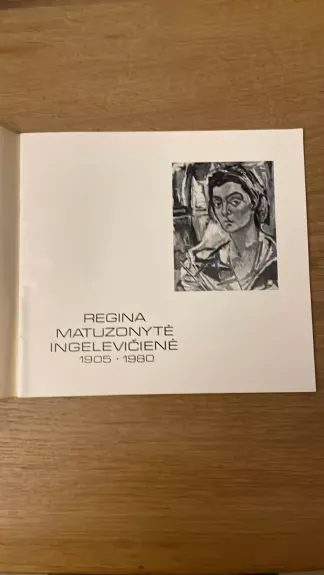 REGINA
MATUZONYTĖ
INGELEVIČIENĖ
1905 • 1980